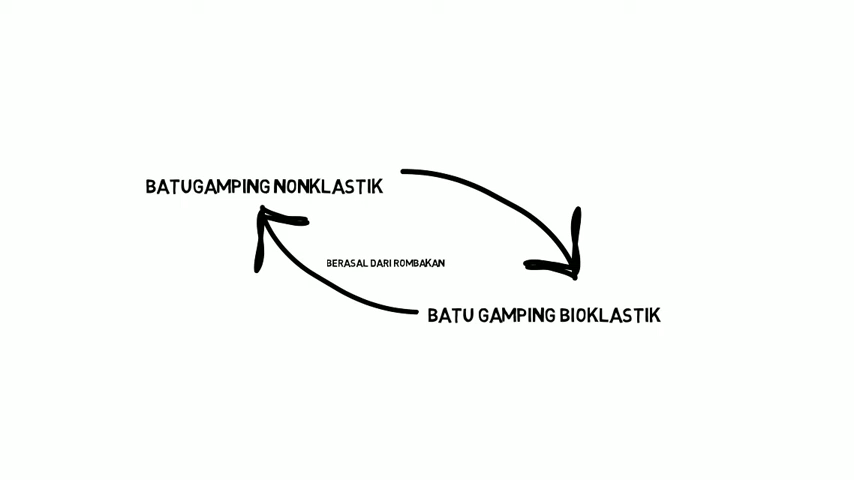 BATUGAMPING NONKLASTIK
BERASAL DARI ROMBAKAN
BATU GAMPING BIOKLASTIK